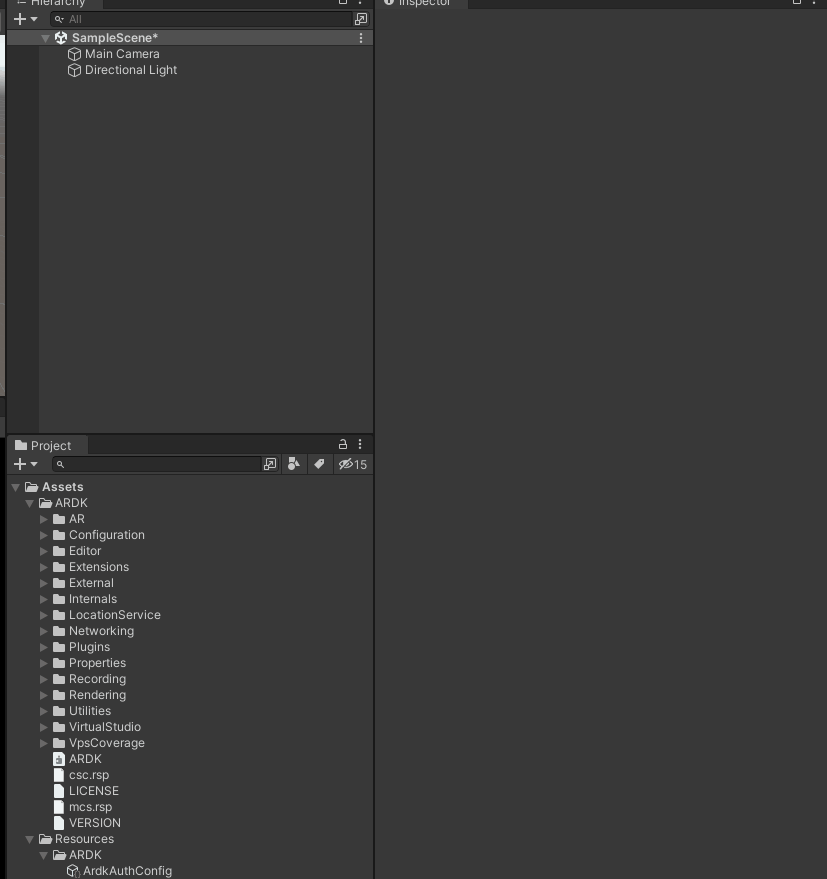 Hierarchy
All
SampleScene*
Main Camera
Directional Light
Inspector
Project
15
Assets
ARDK
AR
Configuration
Editor
Extensions
External
Internals
LocationService
Networking
Plugins
Properties
Recording
Rendering
Utilities
VirtualStudio
VpsCoverage
ARDK
csc.rsp
LICENSE
mcs.rsp
VERSION
Resources
ARDK
ArdkAuthConfig